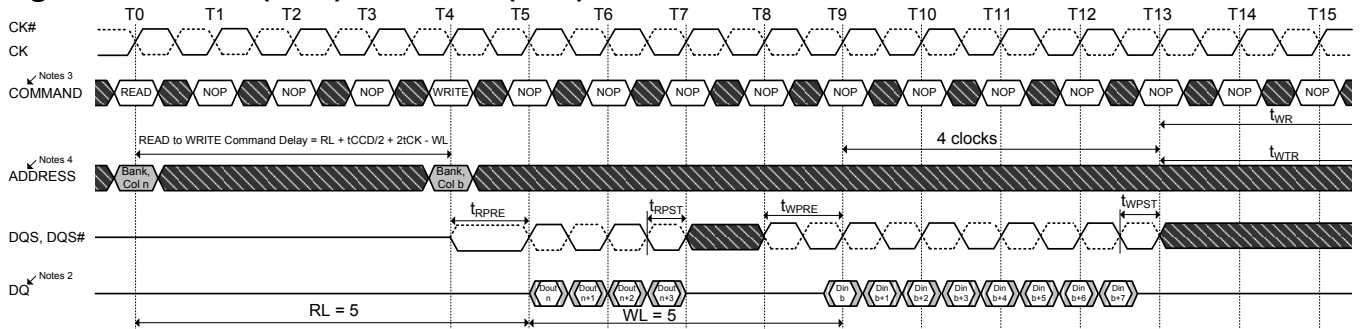 T0 T1 T2 T3 T4 T5 T6 T7 T8 T9 T10 T11 T12 T13 T14 T15
CK#
CK
Notes 3
COMMAND READ NOP NOP NOP WRITE NOP NOP NOP NOP NOP NOP NOP NOP NOP NOP NOP
tWR
READ to WRITE Command Delay = RL + tCCD/2 + 2tCK - WL
4 clocks
tWTR
Notes 4
ADDRESS Bank, Col n Bank, Col b
tRPRE tRPST tWPRE tWPST
DQS, DQS#
Notes 2
DQ Dout n Dout n+1 Dout n+2 Dout n+3 Din b Din b+1 Din b+2 Din b+3 Din b+4 Din b+5 Din b+6 Din b+7
RL = 5 WL = 5